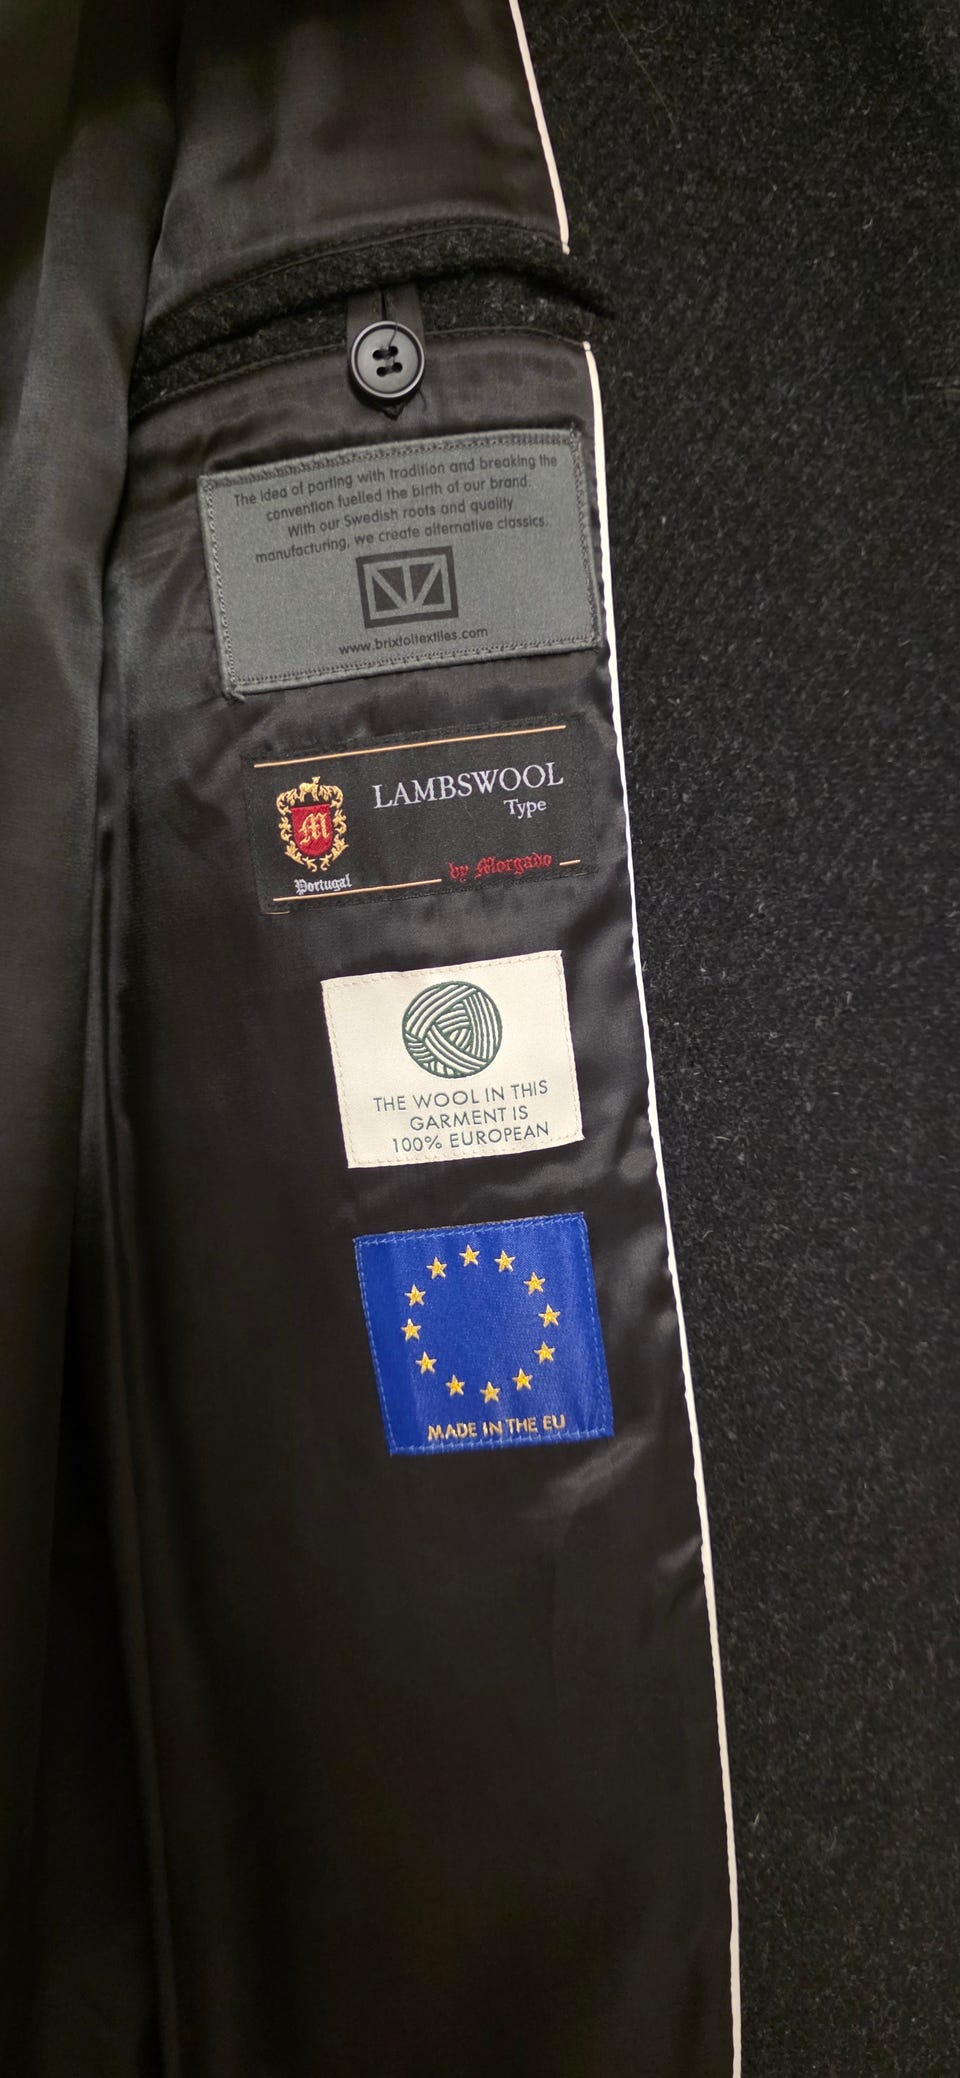 The idea of parting with tradition and breaking the
convention fuelled the birth of our brand.
With our Swedish roots and quality
manufacturing, we create alternative classics.
www.brixtoltextiles.com
LAMBSWOOL
Type
M
Portugal
by Morgado
THE WOOL IN THIS
GARMENT IS
100% EUROPEAN
MADE IN THE EU